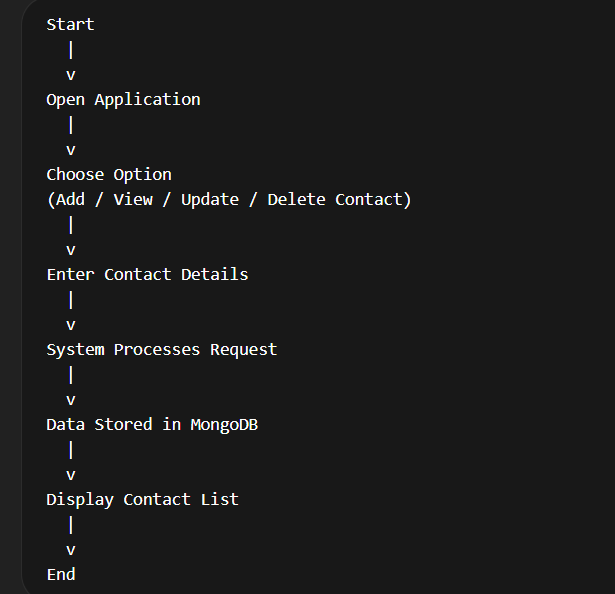 Start
|
v
Open Application
|
v
Choose Option
(Add / View / Update / Delete Contact)
|
v
Enter Contact Details
|
v
System Processes Request
|
v
Data Stored in MongoDB
|
v
Display Contact List
|
v
End